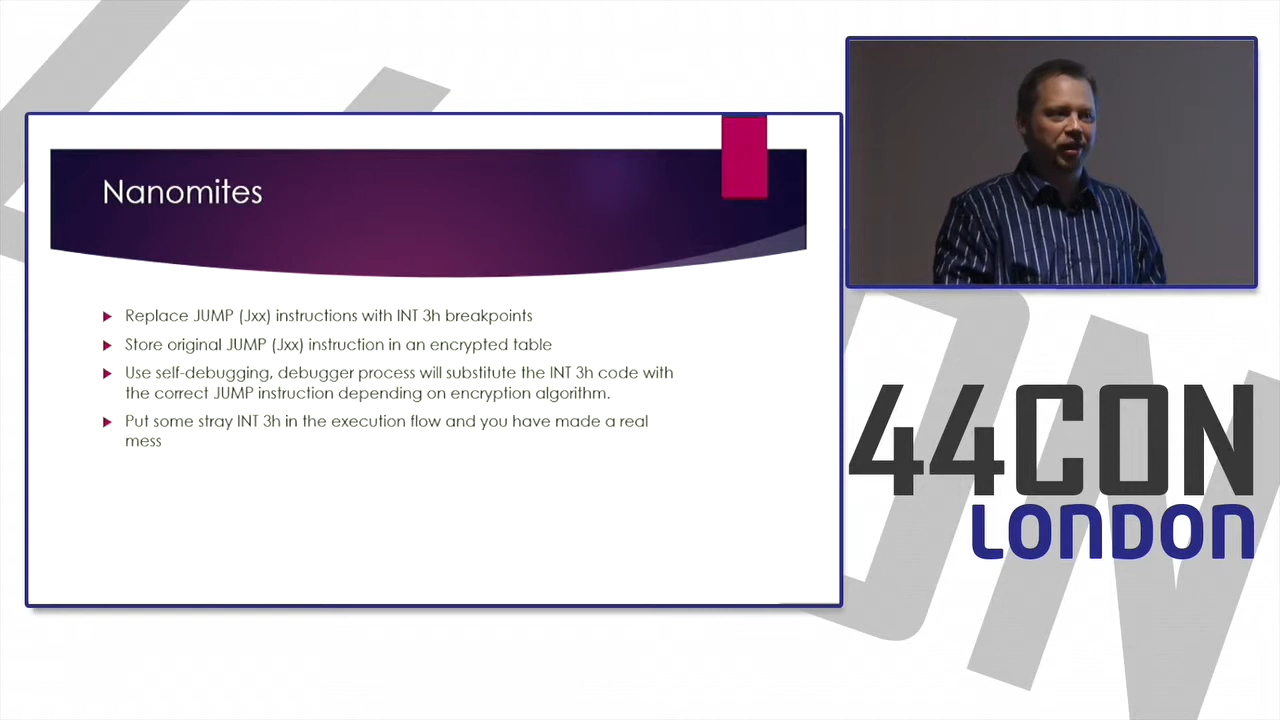 Nanomites
Replace JUMP (Jxx) instructions with INT 3h breakpoints
Store original JUMP (Jxx) instruction in an encrypted table
Use self-debugging, debugger process will substitute the INT 3h code with
the correct JUMP instruction depending on encryption algorithm.
Put some stray INT 3h in the execution flow and you have made a real
mess
44CON
LONDON